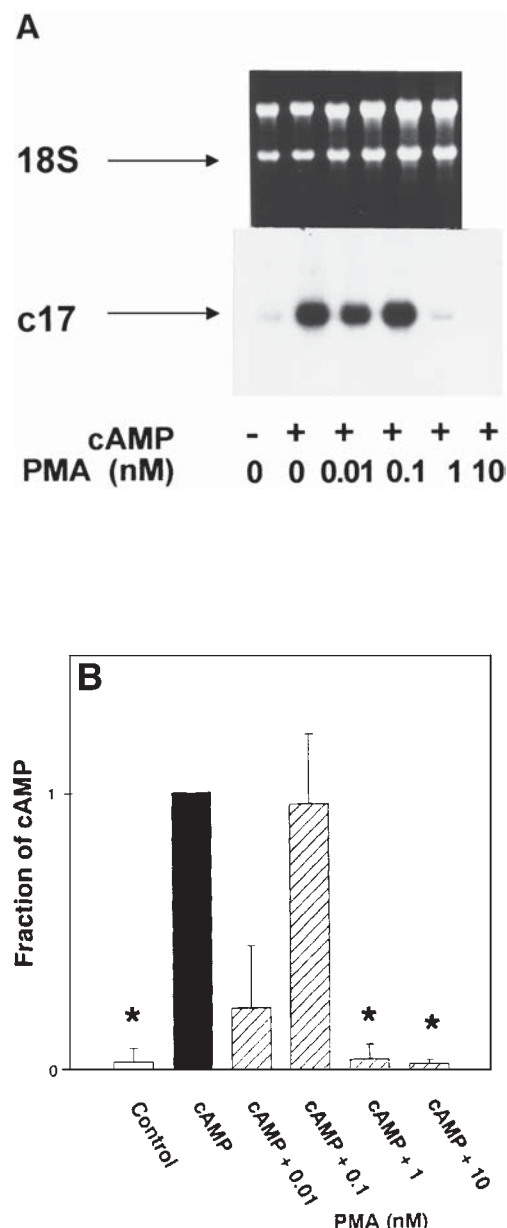 A
18S
c17
cAMP - + + + + +
PMA (nM) 0 0 0.01 0.1 1 10
B
Fraction of cAMP
1
0
* * *
Control
cAMP
cAMP + 0.01
cAMP + 0.1
cAMP + 1
cAMP + 10
PMA (nM)